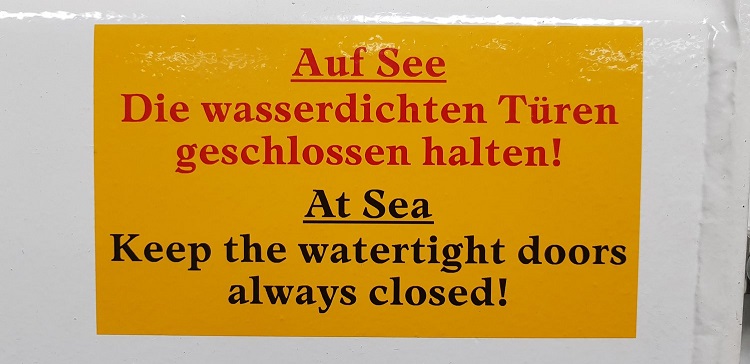 Auf See
Die wasserdichten Türen
geschlossen halten!
At Sea
Keep the watertight doors
always closed!